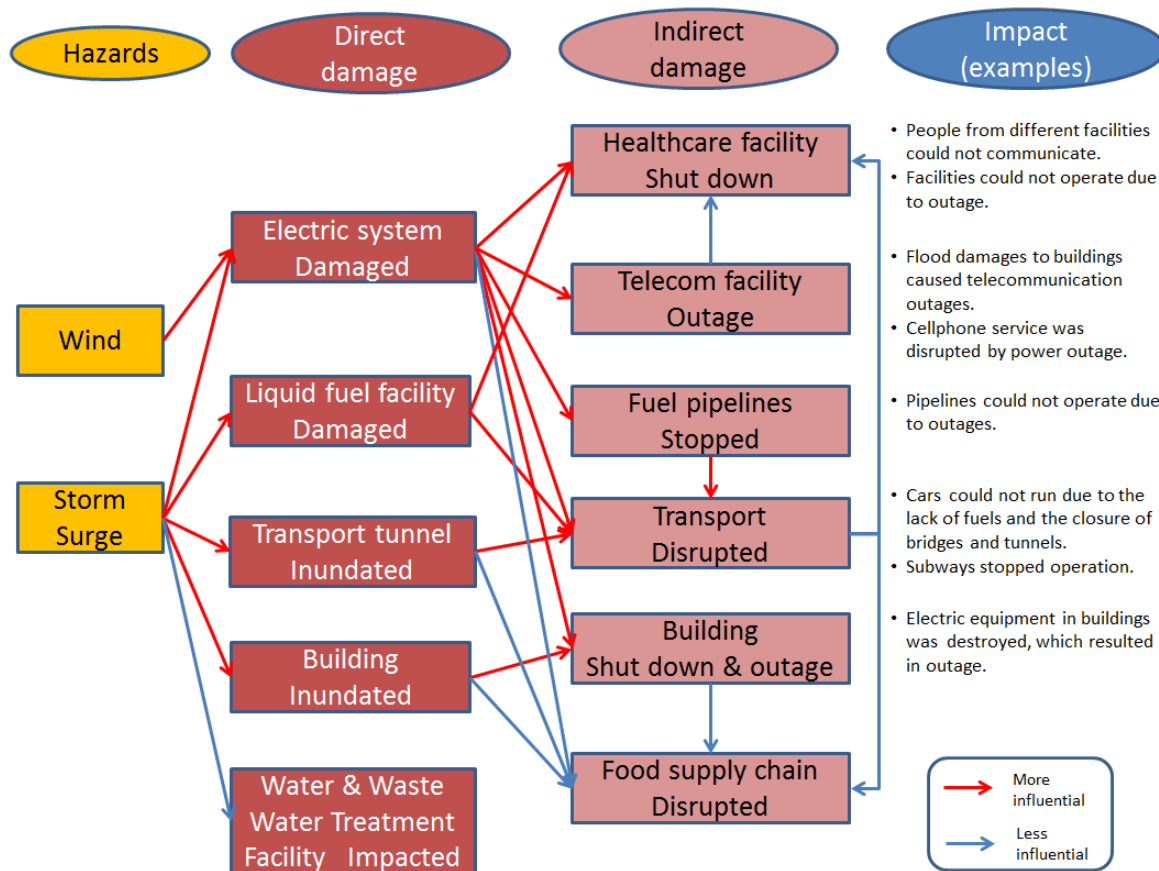 Hazards
Direct
damage
Indirect
damage
Impact
(examples)
Wind
Storm
Surge
Electric system
Damaged
Liquid fuel facility
Damaged
Transport tunnel
Inundated
Building
Inundated
Water & Waste
Water Treatment
Facility Impacted
Healthcare facility
Shut down
Telecom facility
Outage
Fuel pipelines
Stopped
Transport
Disrupted
Building
Shut down & outage
Food supply chain
Disrupted
• People from different facilities
could not communicate.
• Facilities could not operate due
to outage.
• Flood damages to buildings
caused telecommunication
outages.
• Cellphone service was
disrupted by power outage.
• Pipelines could not operate due
to outages.
• Cars could not run due to the
lack of fuels and the closure of
bridges and tunnels.
• Subways stopped operation.
• Electric equipment in buildings
was destroyed, which resulted
in outage.
More
influential
Less
influential